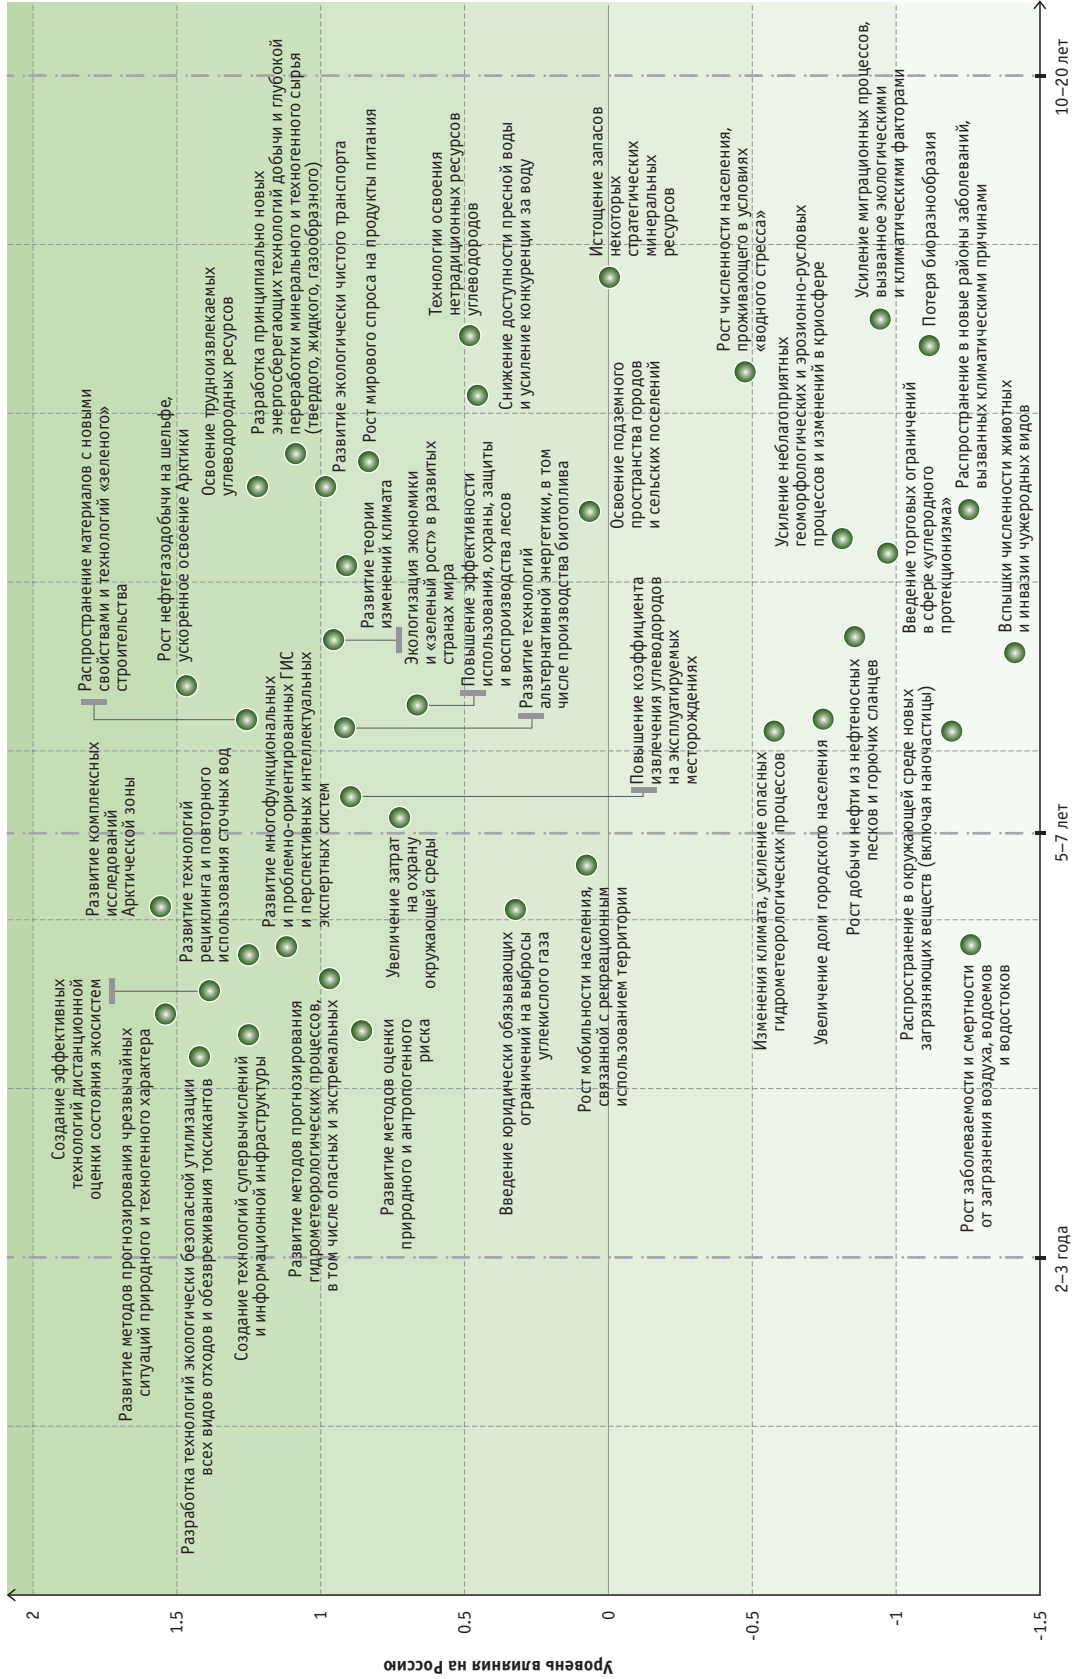 Уровень влияния на Россию
2
1.5
1
0.5
0
-0.5
-1
-1.5
2–3 года
5–7 лет
10–20 лет
Создание эффективных
технологий дистанционной
оценки состояния экосистем
Развитие методов прогнозирования чрезвычайных
ситуаций природного и техногенного характера
Разработка технологий экологически безопасной утилизации
всех видов отходов и обезвреживания токсикантов
Создание технологий супервычислений
и информационной инфраструктуры
Развитие методов прогнозирования
гидрометеорологических процессов,
в том числе опасных и экстремальных
Развитие методов оценки
природного и антропогенного
риска
Введение юридически обязывающих
ограничений на выбросы
углекислого газа
Рост мобильности населения,
связанной с рекреационным
использованием территории
Изменения климата, усиление опасных
гидрометеорологических процессов
Увеличение доли городского населения
Рост добычи нефти из нефтеносных
песков и горючих сланцев
Распространение в окружающей среде новых
загрязняющих веществ (включая наночастицы)
Рост заболеваемости и смертности
от загрязнения воздуха, водоемов
и водостоков
Развитие комплексных
исследований
Арктической зоны
Развитие технологий
рециклинга и повторного
использования сточных вод
Развитие многофункциональных
и проблемно-ориентированных ГИС
и перспективных интеллектуальных
экспертных систем
Увеличение затрат
на охрану
окружающей среды
Распространение материалов с новыми
свойствами и технологий «зеленого»
строительства
Рост нефтегазодобычи на шельфе,
ускоренное освоение Арктики
Освоение трудноизвлекаемых
углеводородных ресурсов
Разработка принципиально новых
энергосберегающих технологий добычи и глубокой
переработки минерального и техногенного сырья
(твердого, жидкого, газообразного)
Развитие экологически чистого транспорта
Рост мирового спроса на продукты питания
Развитие теории
изменений климата
Экологизация экономики
и «зеленый рост» в развитых
странах мира
Повышение эффективности
использования, охраны, защиты
и воспроизводства лесов
Развитие технологий
альтернативной энергетики, в том
числе производства биотоплива
Повышение коэффициента
извлечения углеводородов
на эксплуатируемых
месторождениях
Технологии освоения
нетрадиционных ресурсов
углеводородов
Снижение доступности пресной воды
и усиление конкуренции за воду
Истощение запасов
некоторых
стратегических
минеральных
ресурсов
Освоение подземного
пространства городов
и сельских поселений
Рост численности населения,
проживающего в условиях
«водного стресса»
Усиление неблагоприятных
геоморфологических и эрозионно-русловых
процессов и изменений в криосфере
Усиление миграционных процессов,
вызванное экологическими
и климатическими факторами
Потеря биоразнообразия
Введение торговых ограничений
в сфере «углеродного
протекционизма»
Распространение в новые районы заболеваний,
вызванных климатическими причинами
Вспышки численности животных
и инвазии чужеродных видов